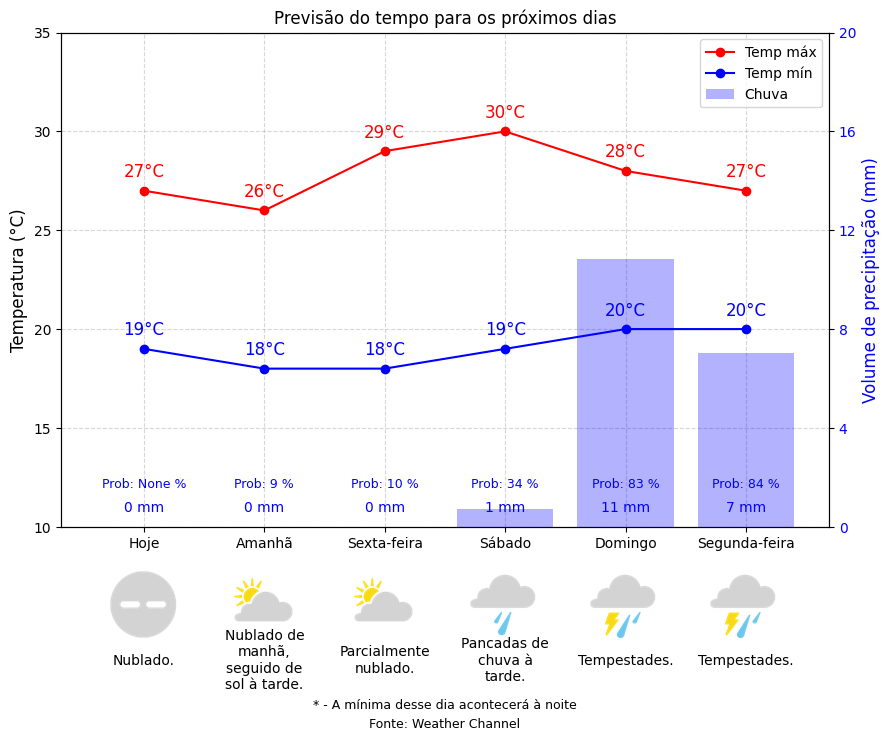 Previsão do tempo para os próximos dias
35
30
25
20
15
10
Temperatura (°C)
20
16
12
8
4
0
Volume de precipitação (mm)
Temp máx
Temp mín
Chuva
27°C
26°C
29°C
30°C
28°C
27°C
19°C
18°C
18°C
19°C
20°C
20°C
Prob: None %
Prob: 9 %
Prob: 10 %
Prob: 34 %
Prob: 83 %
Prob: 84 %
0 mm
0 mm
0 mm
1 mm
11 mm
7 mm
Hoje
Amanhã
Sexta-feira
Sábado
Domingo
Segunda-feira
Nublado.
Nublado de
manhã,
seguido de
sol à tarde.
Parcialmente
nublado.
Pancadas de
chuva à
tarde.
Tempestades.
Tempestades.
* - A mínima desse dia acontecerá à noite
Fonte: Weather Channel